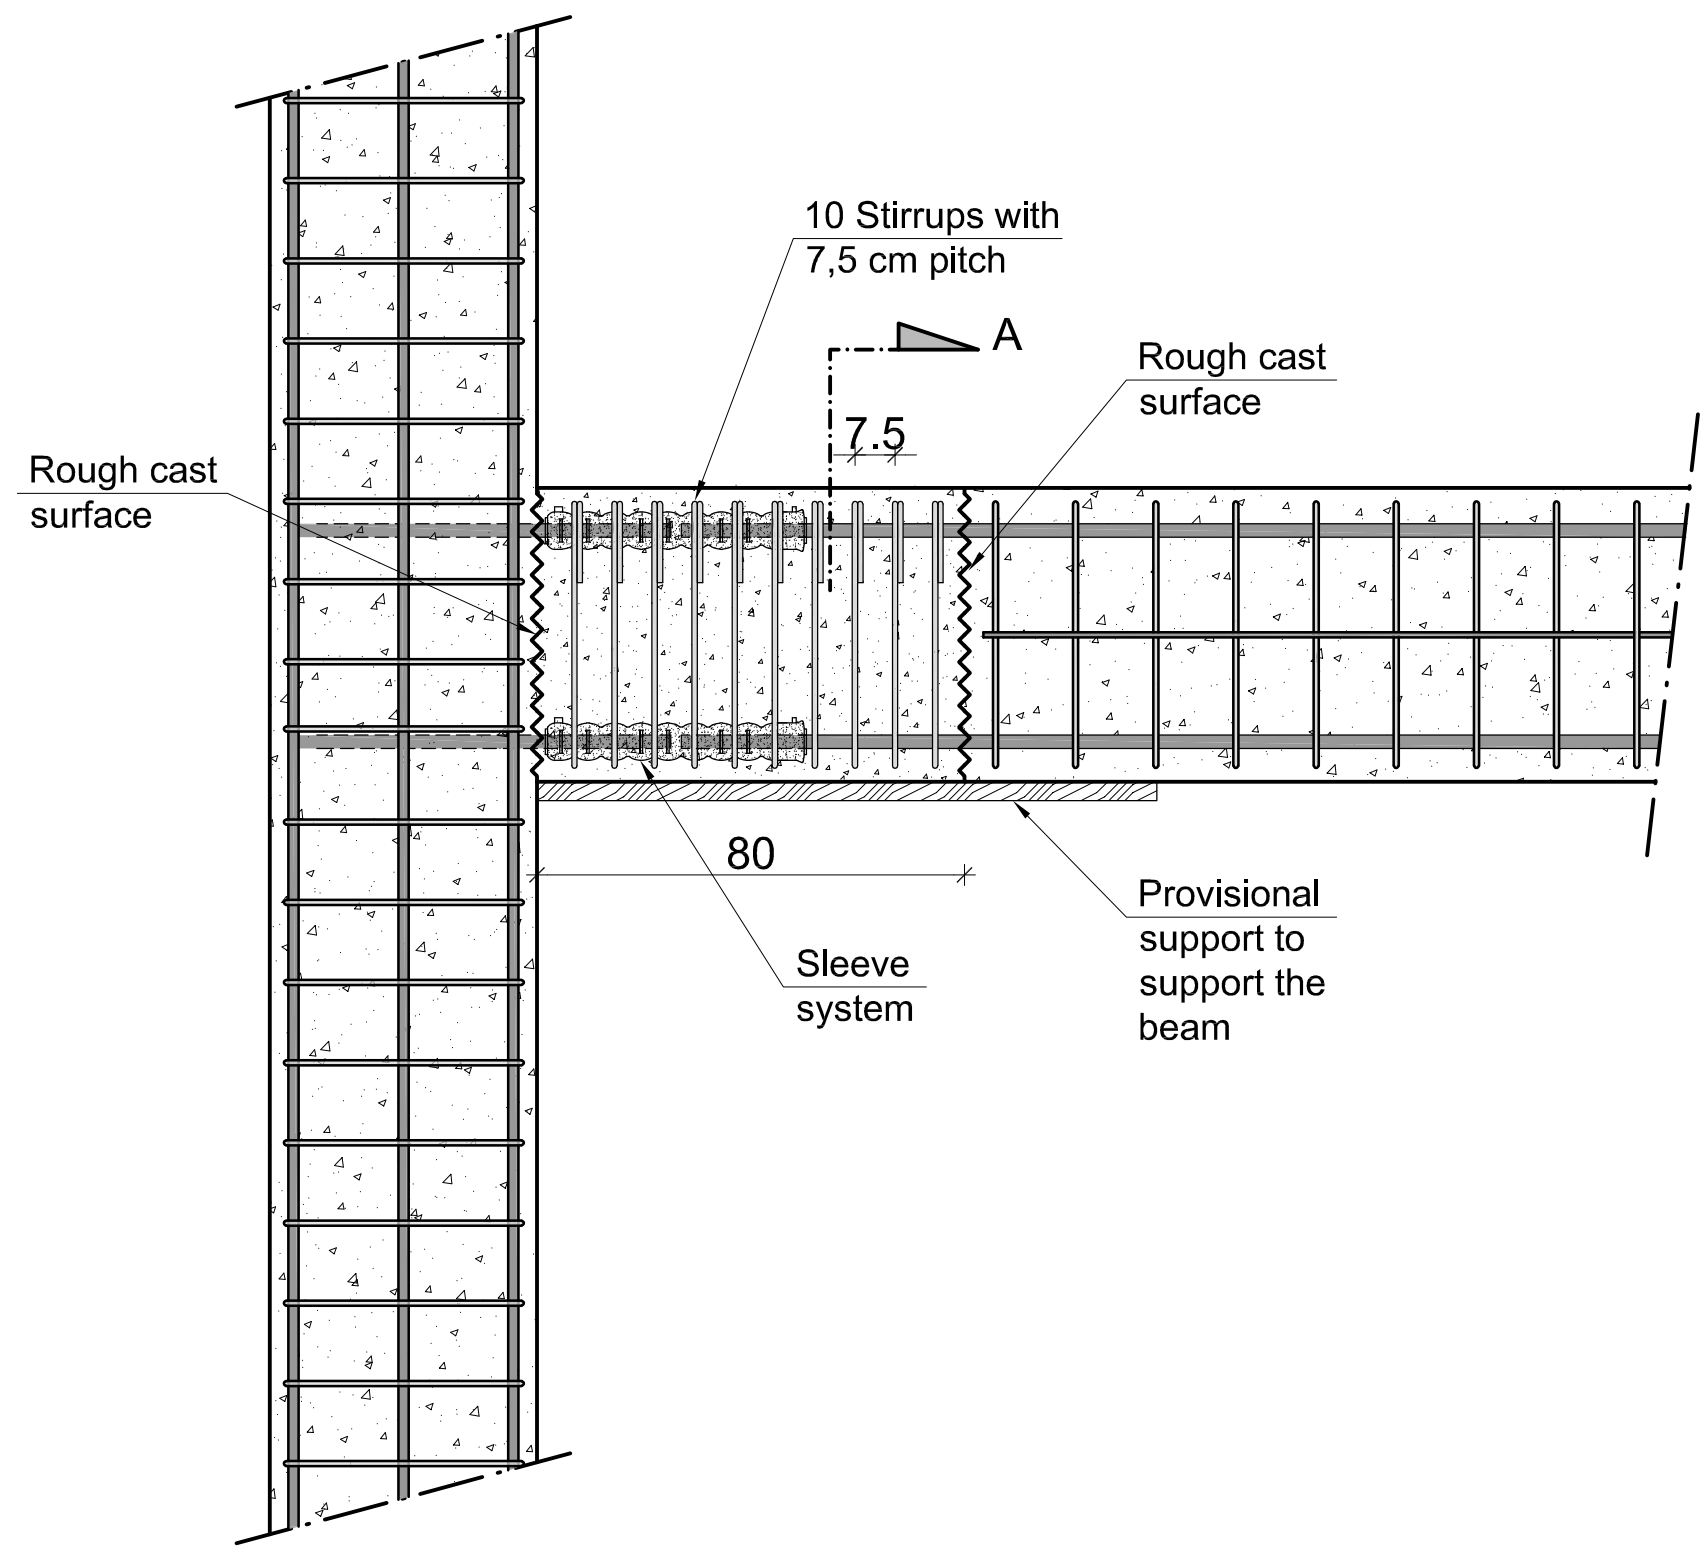 10 Stirrups with
7,5 cm pitch
A
Rough cast
surface
7.5
Rough cast
surface
80
Provisional
support to
support the
beam
Sleeve
system